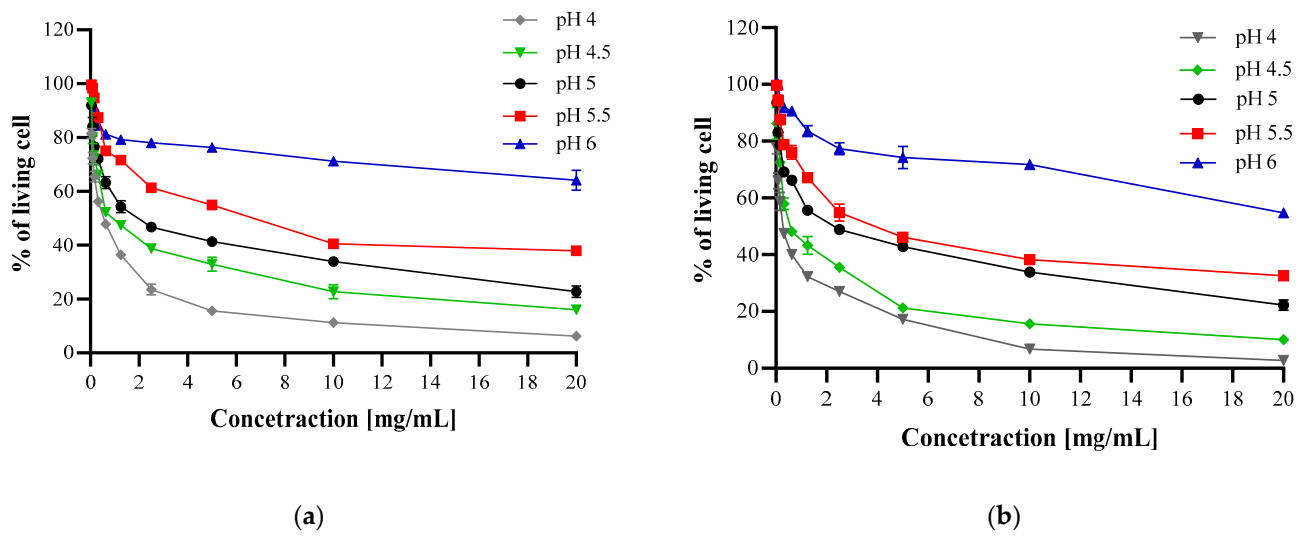 120
100
80
60
40
20
0
% of living cell
0 2 4 6 8 10 12 14 16 18 20
Concetraction [mg/mL]
pH 4
pH 4.5
pH 5
pH 5.5
pH 6
(a)
120
100
80
60
40
20
0
% of living cell
0 2 4 6 8 10 12 14 16 18 20
Concetraction [mg/mL]
pH 4
pH 4.5
pH 5
pH 5.5
pH 6
(b)